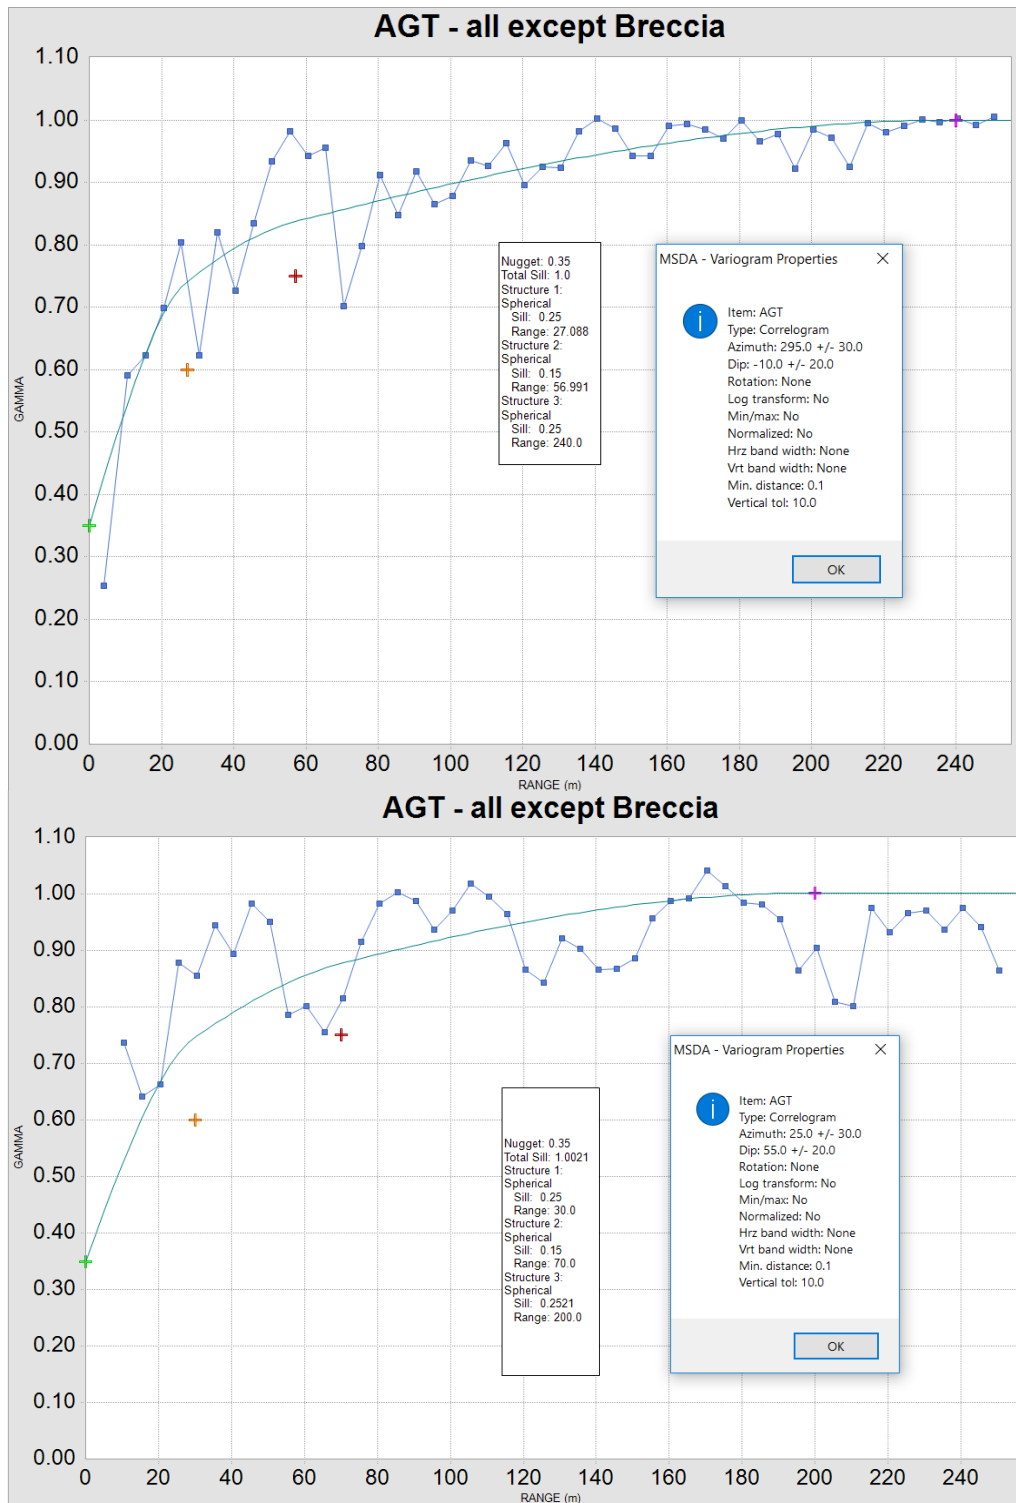 AGT - all except Breccia
1.10
1.00
0.90
0.80
0.70
0.60
0.50
0.40
0.30
0.20
0.10
0.00
GAMMA
0 20 40 60 80 100 120 140 160 180 200 220 240
RANGE (m)
Nugget: 0.35
Total Sill: 1.0
Structure 1:
Spherical
Sill: 0.25
Range: 27.088
Structure 2:
Spherical
Sill: 0.15
Range: 56.991
Structure 3:
Spherical
Sill: 0.25
Range: 240.0
MSDA - Variogram Properties
Item: AGT
Type: Correlogram
Azimuth: 295.0 +/- 30.0
Dip: -10.0 +/- 20.0
Rotation: None
Log transform: No
Min/max: No
Normalized: No
Hrz band width: None
Vrt band width: None
Min. distance: 0.1
Vertical tol: 10.0
OK
AGT - all except Breccia
1.10
1.00
0.90
0.80
0.70
0.60
0.50
0.40
0.30
0.20
0.10
0.00
GAMMA
0 20 40 60 80 100 120 140 160 180 200 220 240
RANGE (m)
Nugget: 0.35
Total Sill: 1.0021
Structure 1:
Spherical
Sill: 0.25
Range: 30.0
Structure 2:
Spherical
Sill: 0.15
Range: 70.0
Structure 3:
Spherical
Sill: 0.2521
Range: 200.0
MSDA - Variogram Properties
Item: AGT
Type: Correlogram
Azimuth: 25.0 +/- 30.0
Dip: 55.0 +/- 20.0
Rotation: None
Log transform: No
Min/max: No
Normalized: No
Hrz band width: None
Vrt band width: None
Min. distance: 0.1
Vertical tol: 10.0
OK